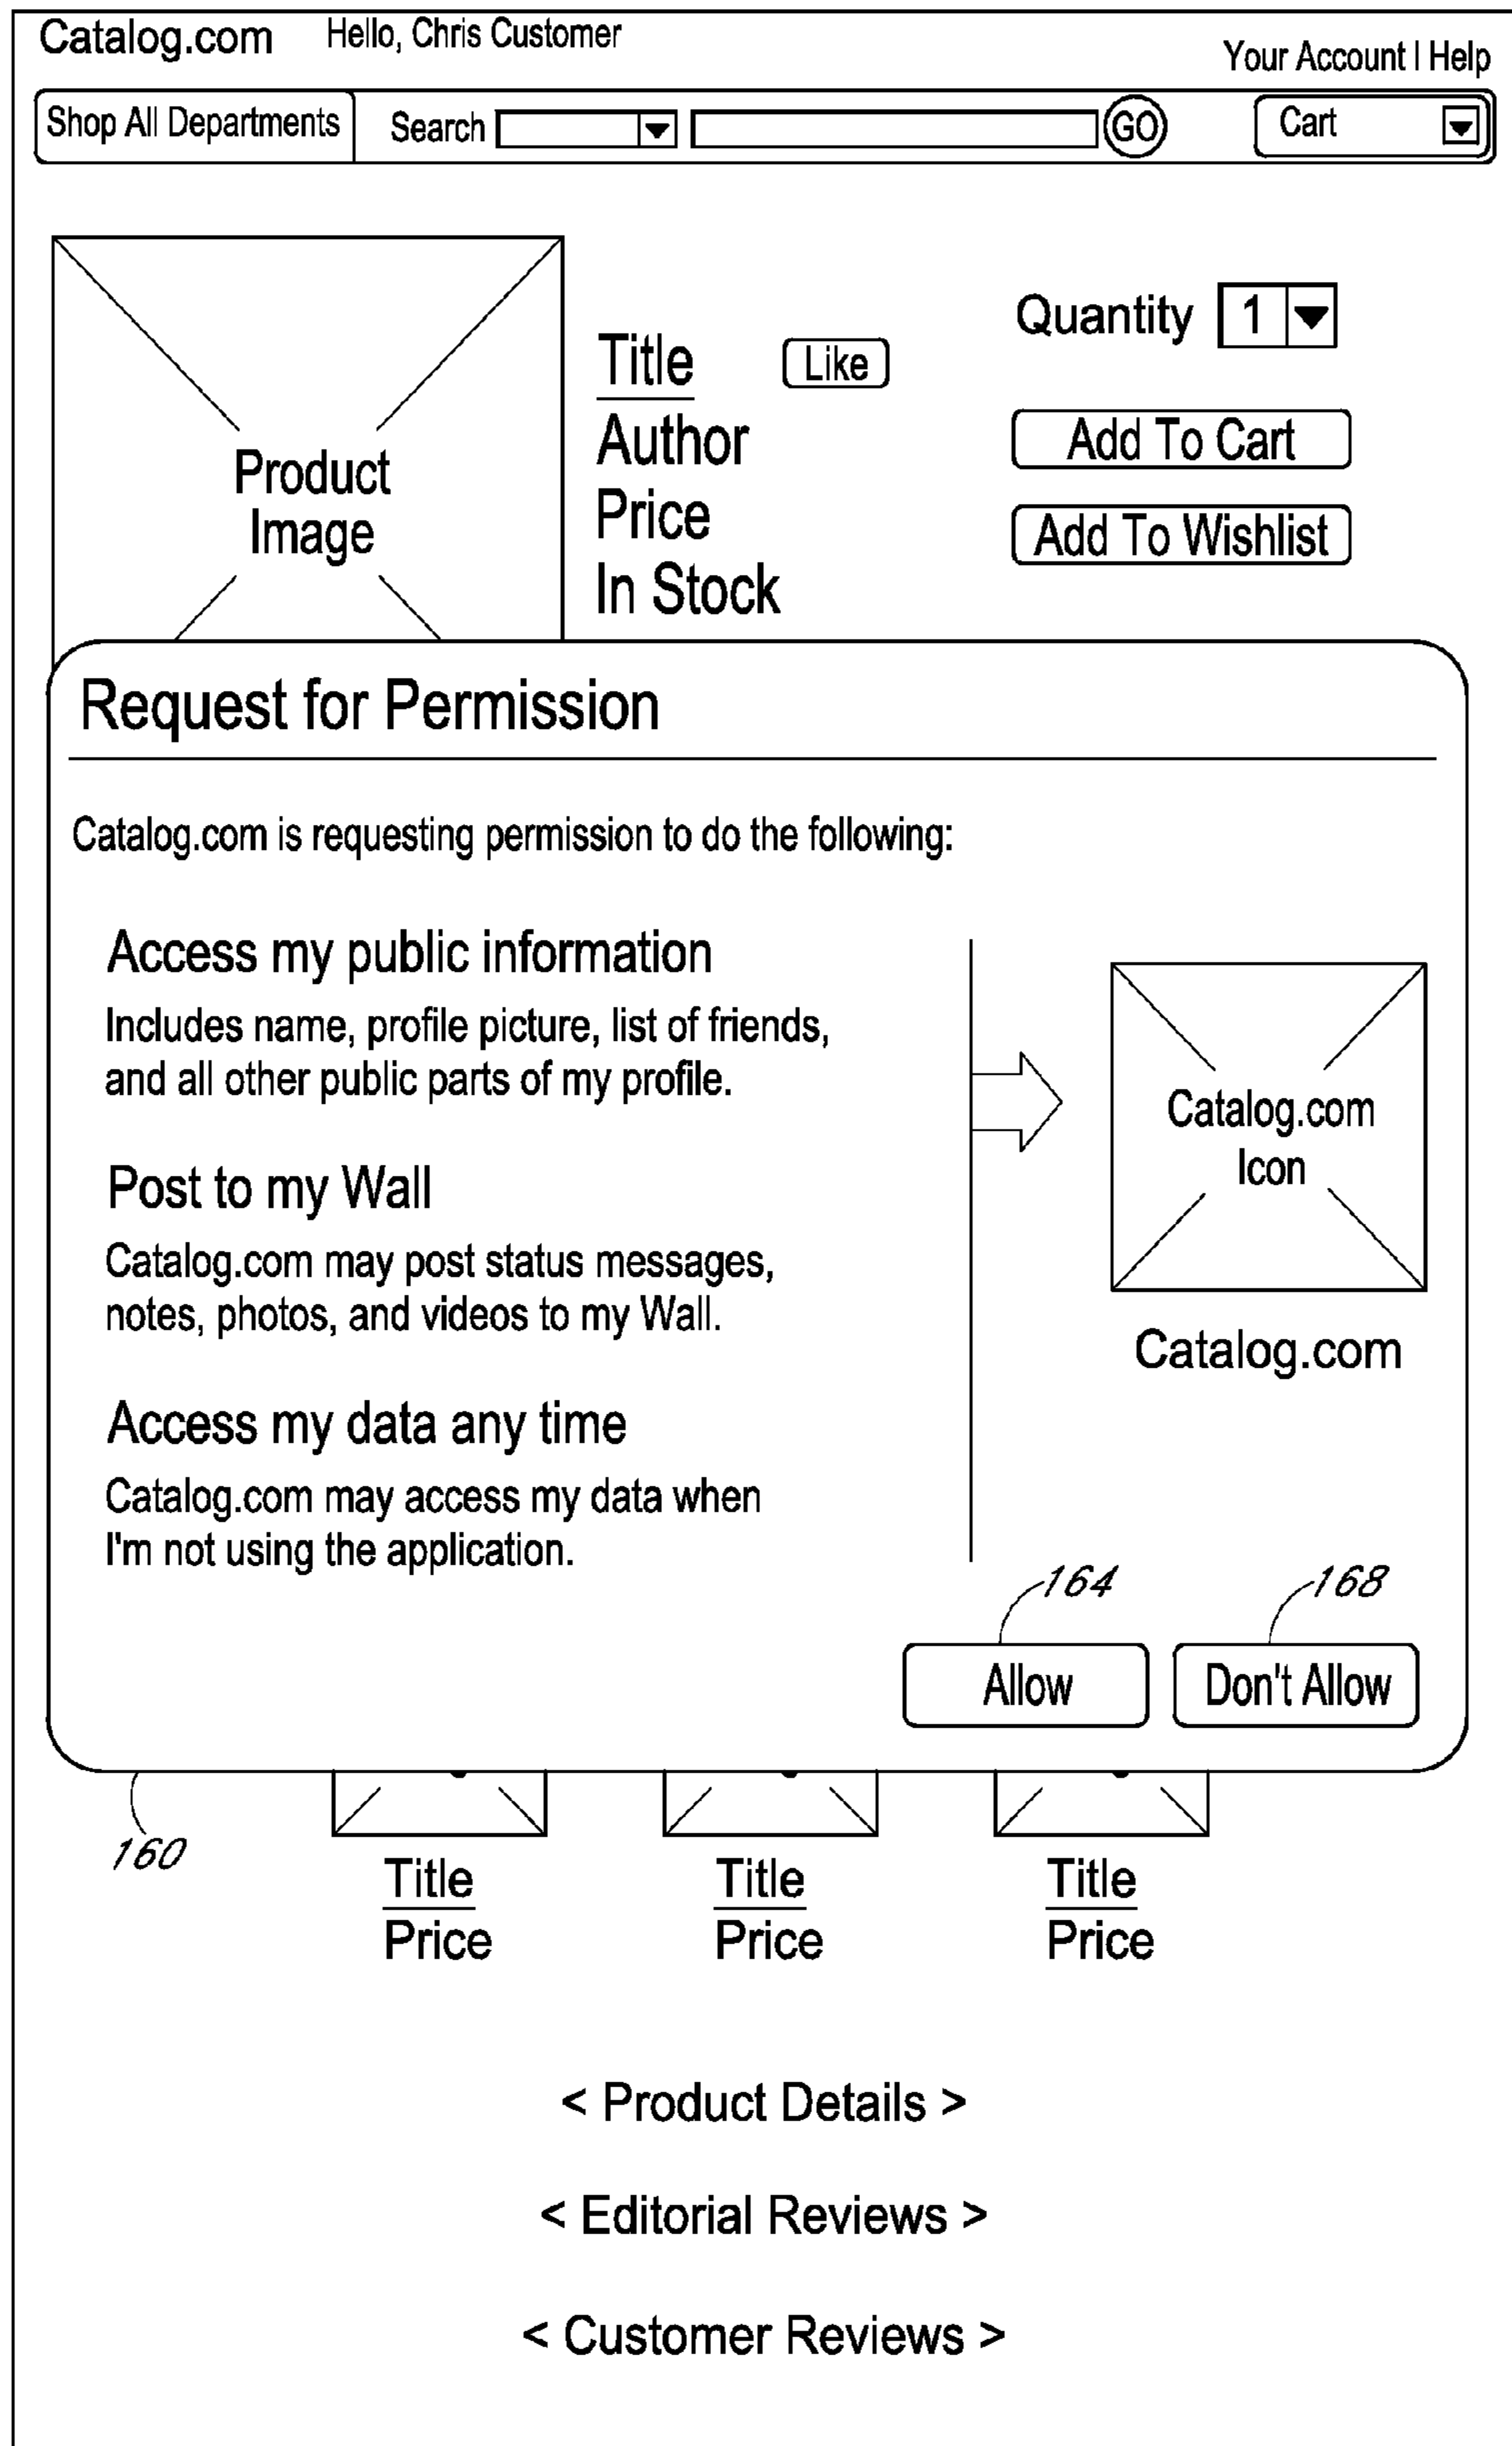 Catalog.com Hello, Chris Customer
Your Account | Help
Shop All Departments Search GO Cart
Quantity 1
Title Like
Author Add To Cart
Product
Image
Price
In Stock
Add To Wishlist
Request for Permission
Catalog.com is requesting permission to do the following:
Access my public information
Includes name, profile picture, list of friends,
and all other public parts of my profile.
Post to my Wall
Catalog.com may post status messages,
notes, photos, and videos to my Wall.
Access my data any time
Catalog.com may access my data when
I'm not using the application.
Catalog.com
Icon
Catalog.com
164 168
Allow Don't Allow
160
Title Title Title
Price Price Price
< Product Details >
< Editorial Reviews >
< Customer Reviews >